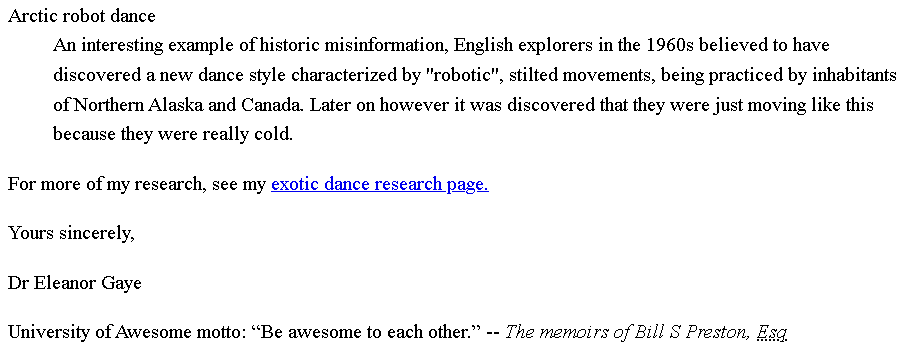 Arctic robot dance
An interesting example of historic misinformation, English explorers in the 1960s believed to have
discovered a new dance style characterized by "robotic", stilted movements, being practiced by inhabitants
of Northern Alaska and Canada. Later on however it was discovered that they were just moving like this
because they were really cold.
For more of my research, see my exotic dance research page.
Yours sincerely,
Dr Eleanor Gaye
University of Awesome motto: “Be awesome to each other.” -- The memoirs of Bill S Preston, Esq